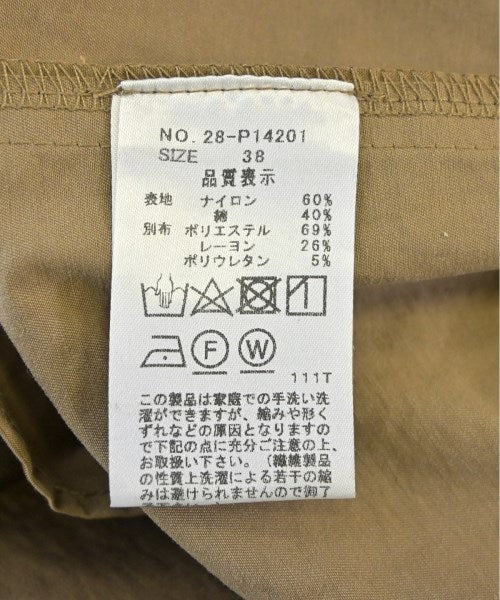 NO. 28-P14201
SIZE 38
品質表示
表地 ナイロン 60%
綿 40%
別布 ポリエステル 69%
レーヨン 26%
ポリウレタン 5%
F W
111T
この製品は家庭での手洗い洗
濯ができますが、縮みや形く
ずれなどの原因となりますの
で下記の点に充分ご注意の上、
お取扱い下さい。（繊維製品
の性質上洗濯による若干の縮
みは避けられませんので御了